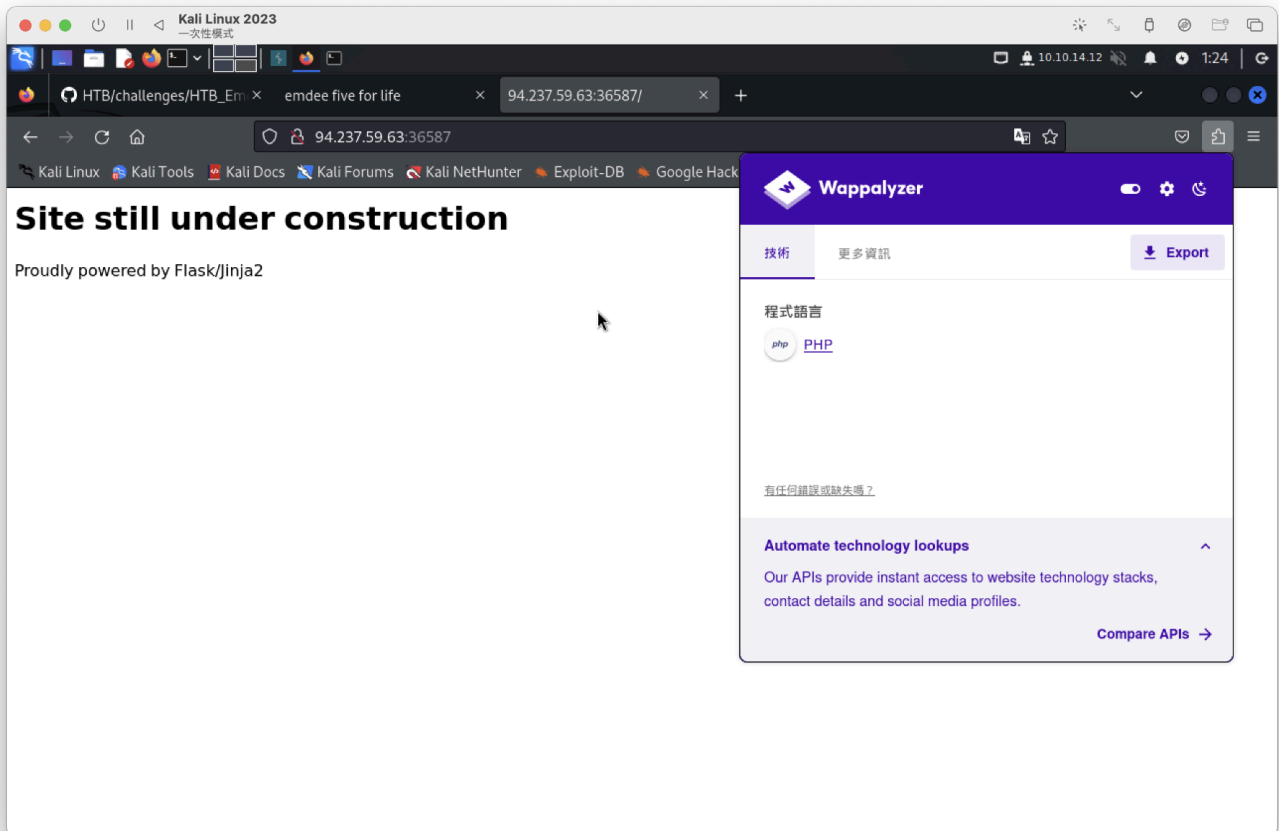 Kali Linux 2023
一次性模式
10.10.14.12
1:24
HTB/challenges/HTB_Em
emdee five for life
94.237.59.63:36587/
94.237.59.63:36587
Kali Linux
Kali Tools
Kali Docs
Kali Forums
Kali NetHunter
Exploit-DB
Google Hack
Wappalyzer
Site still under construction
Proudly powered by Flask/Jinja2
技術
更多資訊
Export
程式語言
php
PHP
有任何錯誤或缺失嗎？
Automate technology lookups
Our APIs provide instant access to website technology stacks,
contact details and social media profiles.
Compare APIs